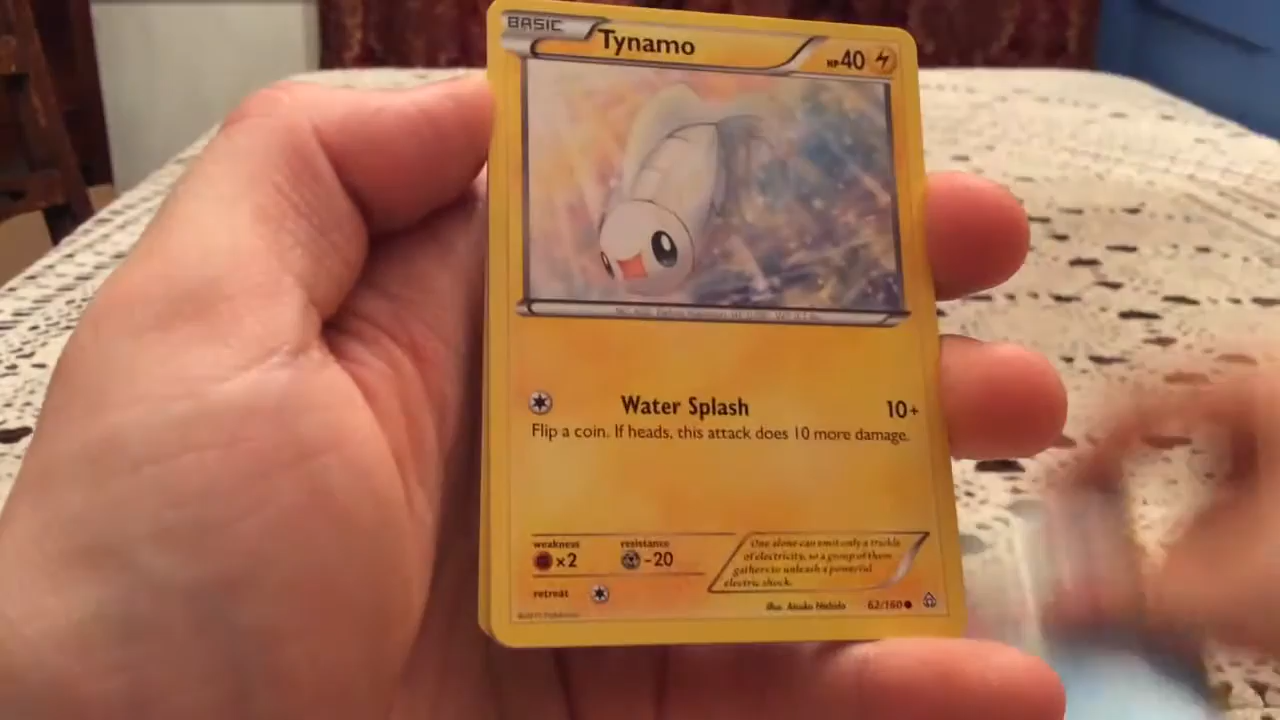 BASIC
Tynamo
HP40
Water Splash
10+
Flip a coin. If heads, this attack does 10 more damage.
weakness
resistance
×2
-20
One alone can emit only a trickle
of electricity, so a group of them
gathers to unleash a powerful
electric shock.
retreat
Illus. Atsuko Nishida
62/160